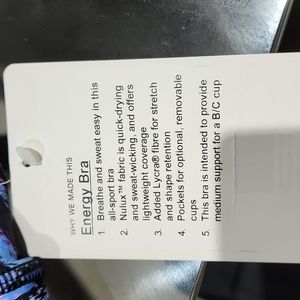 WHY WE MADE THIS
Energy Bra
1. Breathe and sweat easy in this
all-sport bra
2. Nulux™ fabric is quick-drying
and sweat-wicking, and offers
lightweight coverage
3. Added Lycra® fibre for stretch
and shape retention
4. Pockets for optional, removable
cups
5. This bra is intended to provide
medium support for a B/C cup